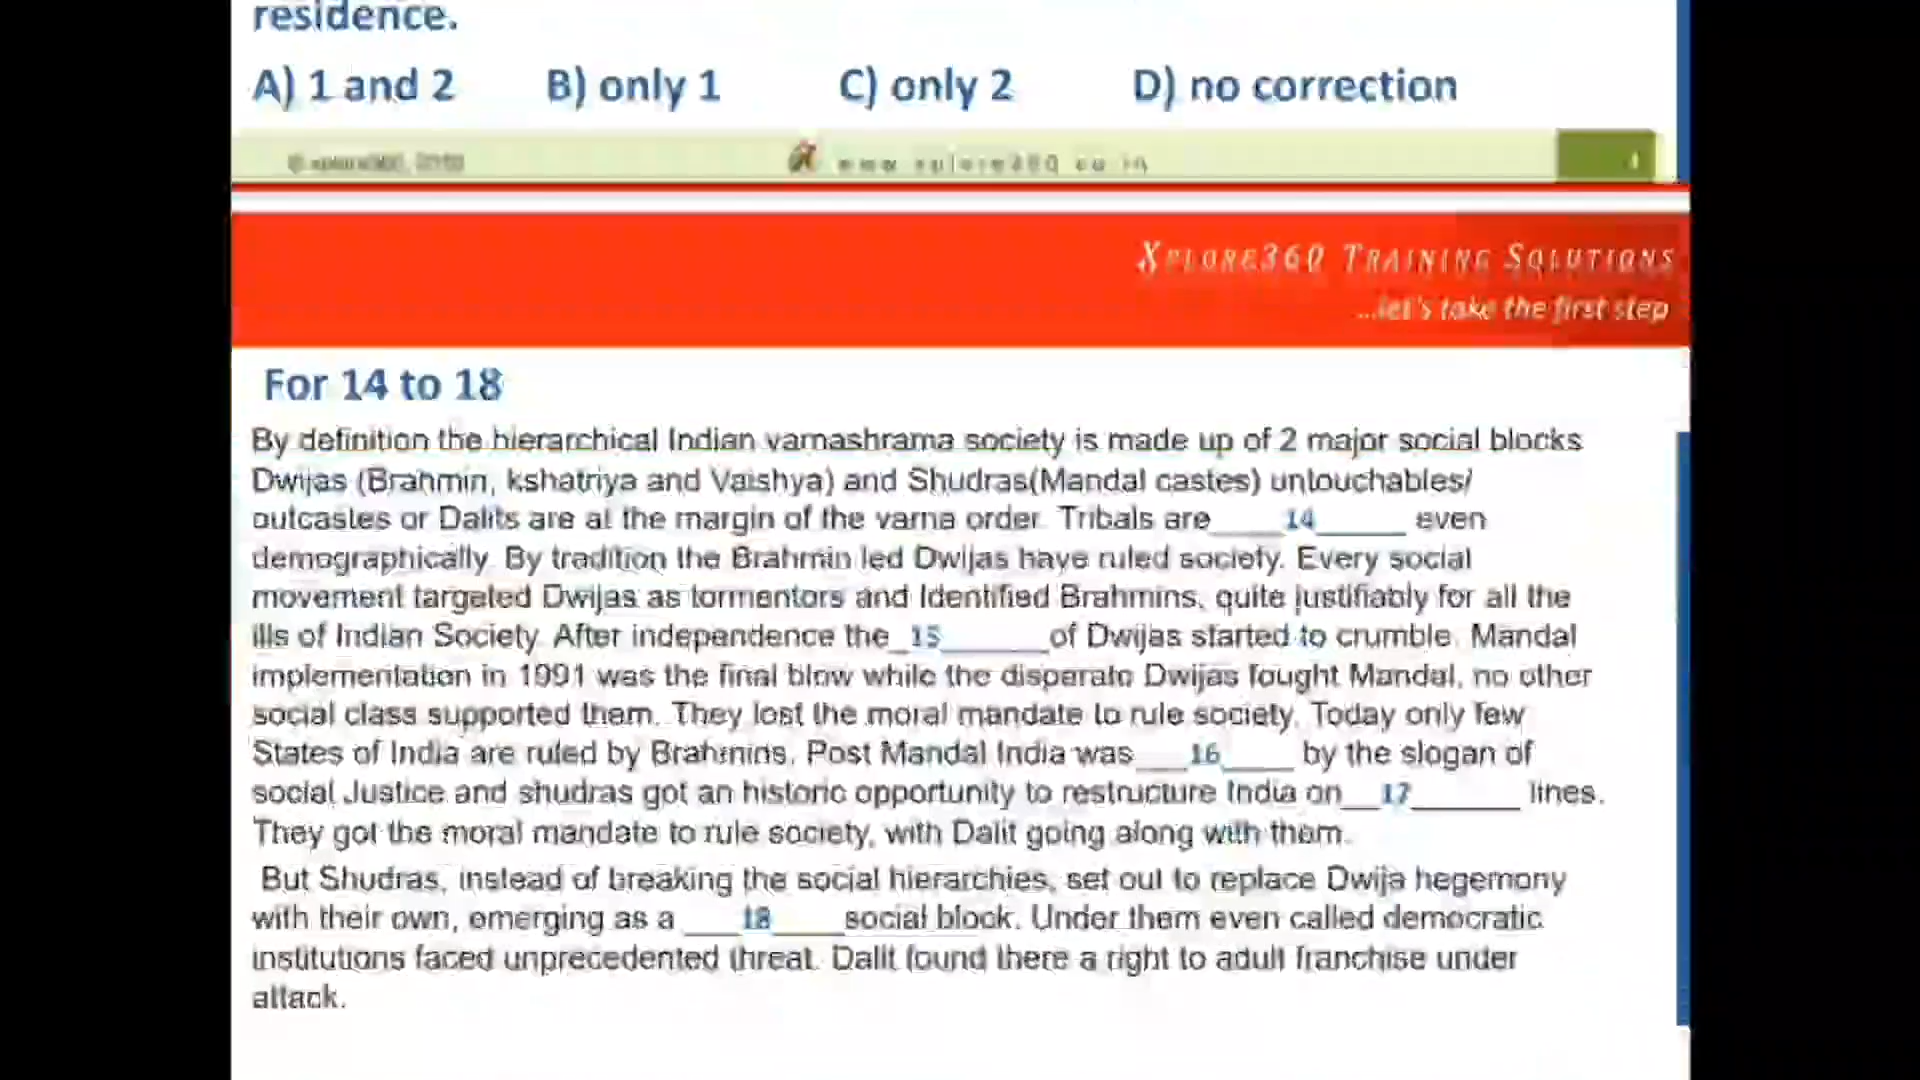 residence.
A) 1 and 2 B) only 1 C) only 2 D) no correction
XPLORE360 TRAINING SOLUTIONS
...let's take the first step
For 14 to 18
By definition the hierarchical Indian varnashrama society is made up of 2 major social blocks
Dwijas (Brahmin, kshatriya and Vaishya) and Shudras(Mandal castes) untouchables/
outcastes or Dalits are at the margin of the varna order. Tribals are____14______ even
demographically. By tradition the Brahmin led Dwijas have ruled society. Every social
movement targeted Dwijas as tormentors and Identified Brahmins, quite justifiably for all the
ills of Indian Society. After independence the_15______of Dwijas started to crumble. Mandal
implementation in 1991 was the final blow while the disparate Dwijas fought Mandal, no other
social class supported them. They lost the moral mandate to rule society. Today only few
States of India are ruled by Brahmins. Post Mandal India was___16____ by the slogan of
social Justice and shudras got an historic opportunity to restructure India on__17______ lines.
They got the moral mandate to rule society, with Dalit going along with them.
But Shudras, instead of breaking the social hierarchies, set out to replace Dwija hegemony
with their own, emerging as a ___18____social block. Under them even called democratic
institutions faced unprecedented threat. Dalit found there a right to adult franchise under
attack.